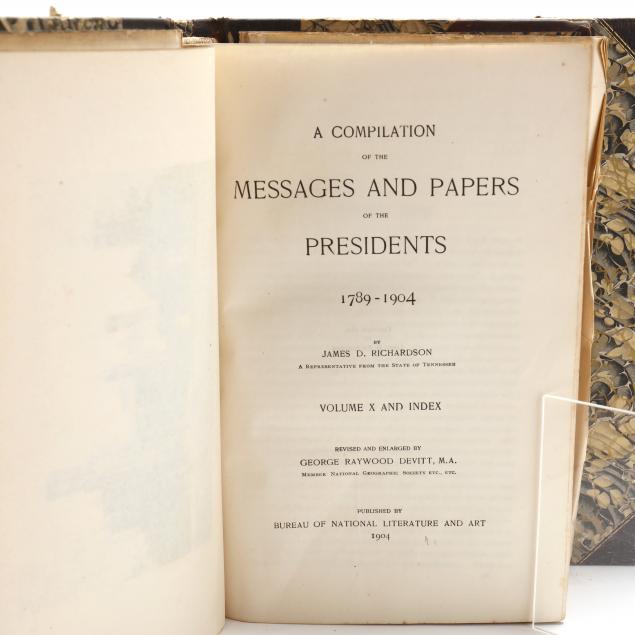 A COMPILATION
OF THE
MESSAGES AND PAPERS
OF THE
PRESIDENTS
1789-1904
BY
JAMES D. RICHARDSON
A REPRESENTATIVE FROM THE STATE OF TENNESSEE
VOLUME X AND INDEX
REVISED AND ENLARGED BY
GEORGE RAYWOOD DEVITT, M.A.
MEMBER NATIONAL GEOGRAPHIC SOCIETY ETC., ETC.
PUBLISHED BY
BUREAU OF NATIONAL LITERATURE AND ART
1904